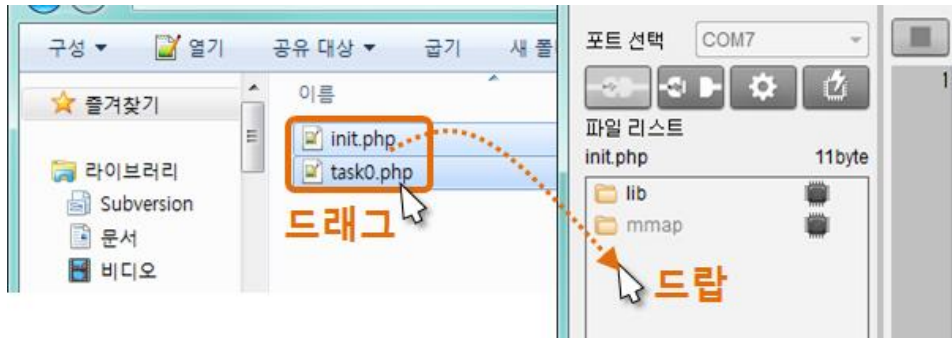 구성 ▼ 열기 공유 대상 ▼ 굽기 새 폴
즐겨찾기
라이브러리
Subversion
문서
비디오
이름
init.php
task0.php
드래그
포트 선택 COM7
파일 리스트
init.php 11byte
lib
mmap
드랍
1